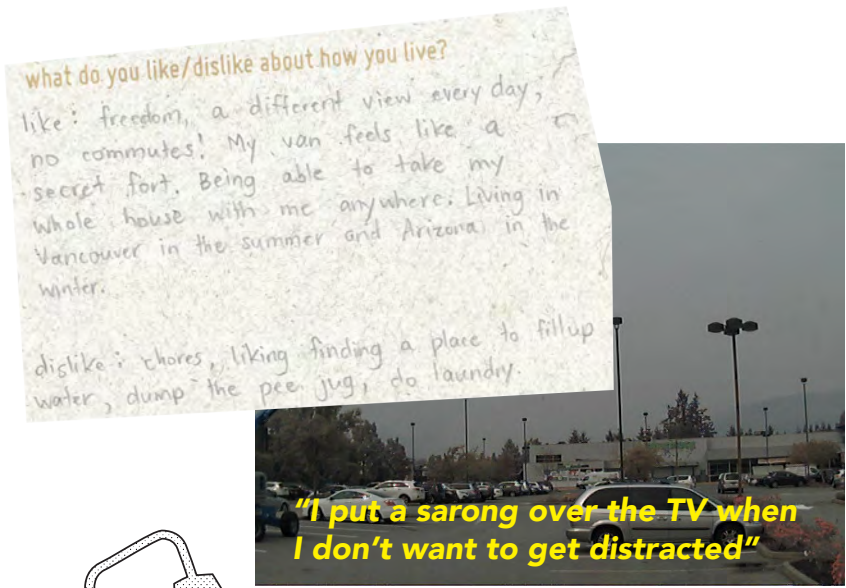 what do you like/dislike about how you live?
like: freedom, a different view every day,
no commutes! My van feels like a
secret fort. Being able to take my
whole house with me anywhere. Living in
Vancouver in the summer and Arizona in the
winter.
dislike: chores, liking finding a place to fill up
water, dump the pee jug, do laundry.
"I put a sarong over the TV when
I don't want to get distracted"